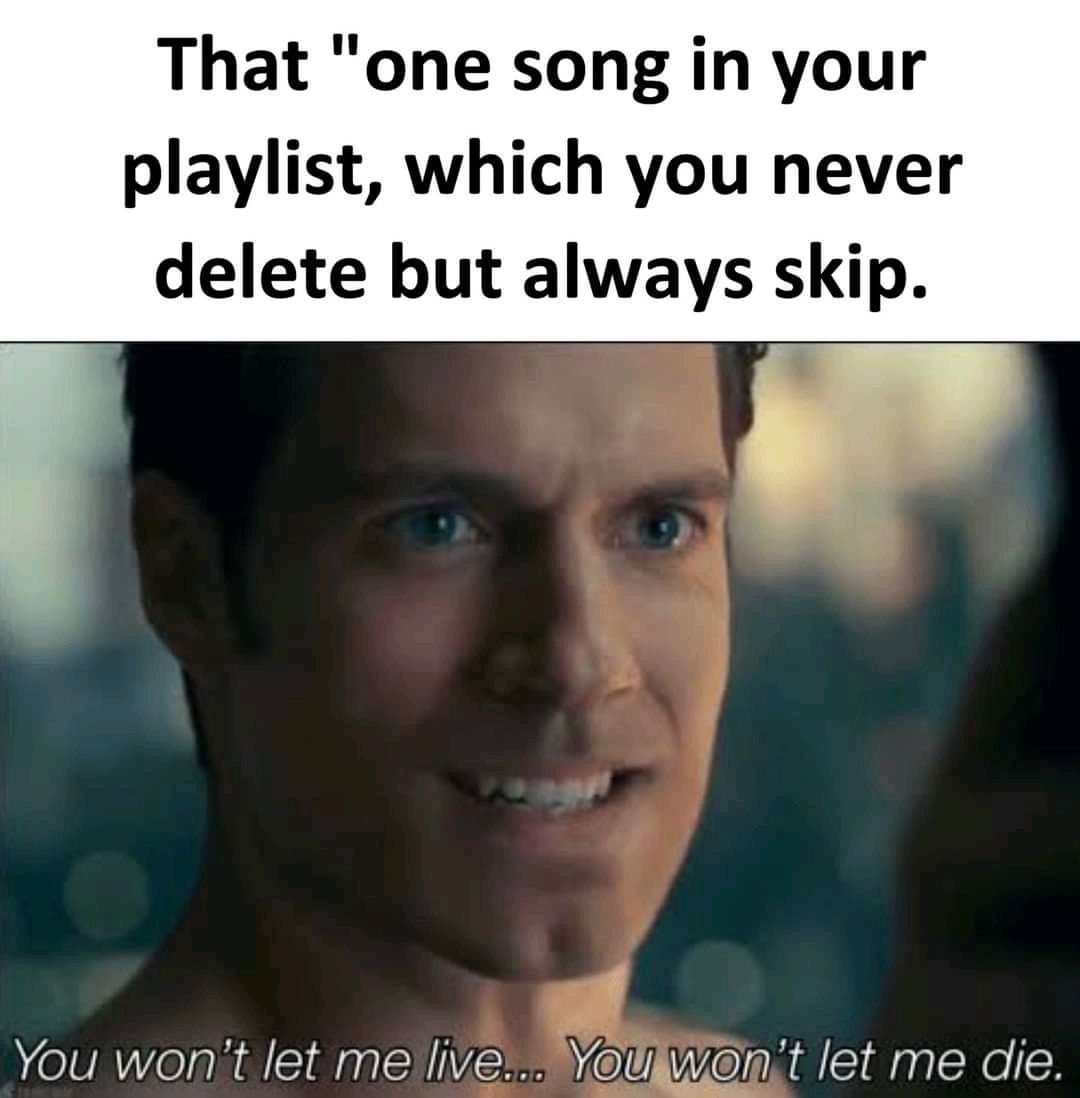 That "one song in your
playlist, which you never
delete but always skip.
You won't let me live... You won't let me die.